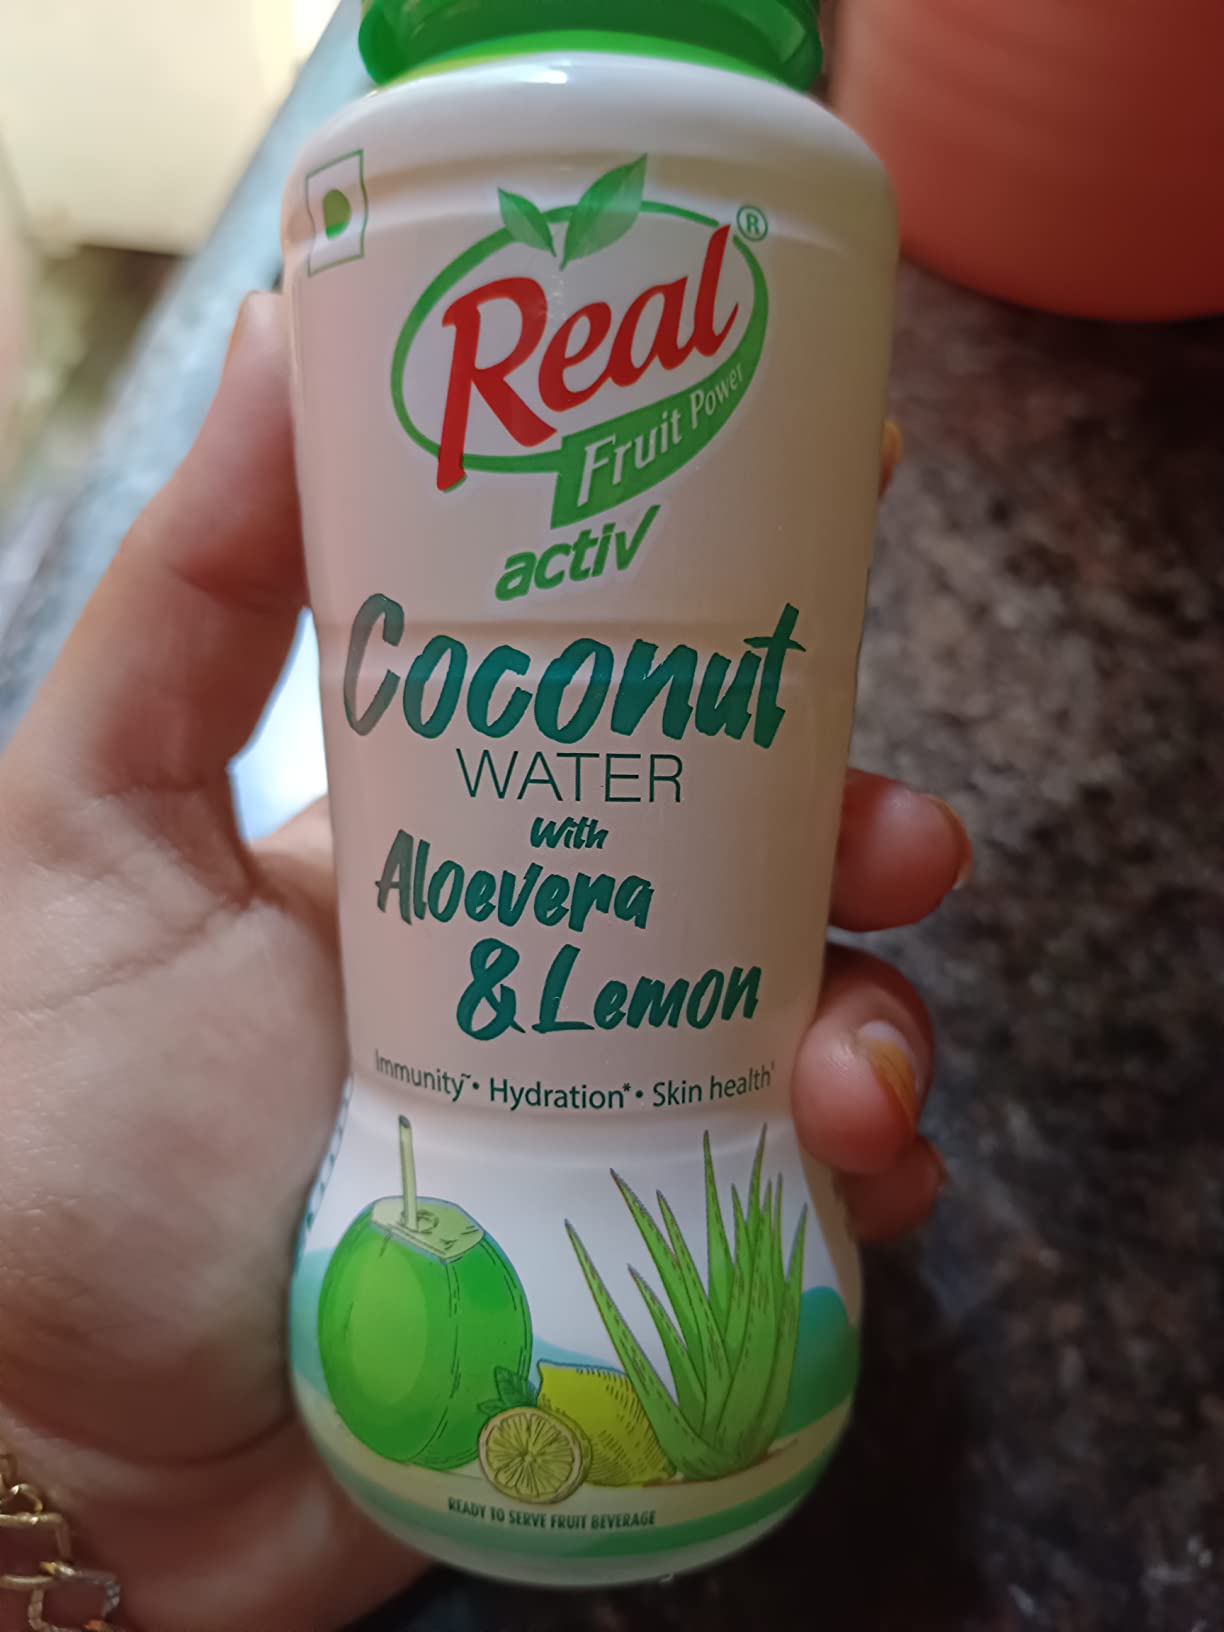 Real®
Fruit Power
activ
Coconut
WATER
with
Aloevera
& Lemon
Immunity~• Hydration*• Skin health'
READY TO SERVE FRUIT BEVERAGE